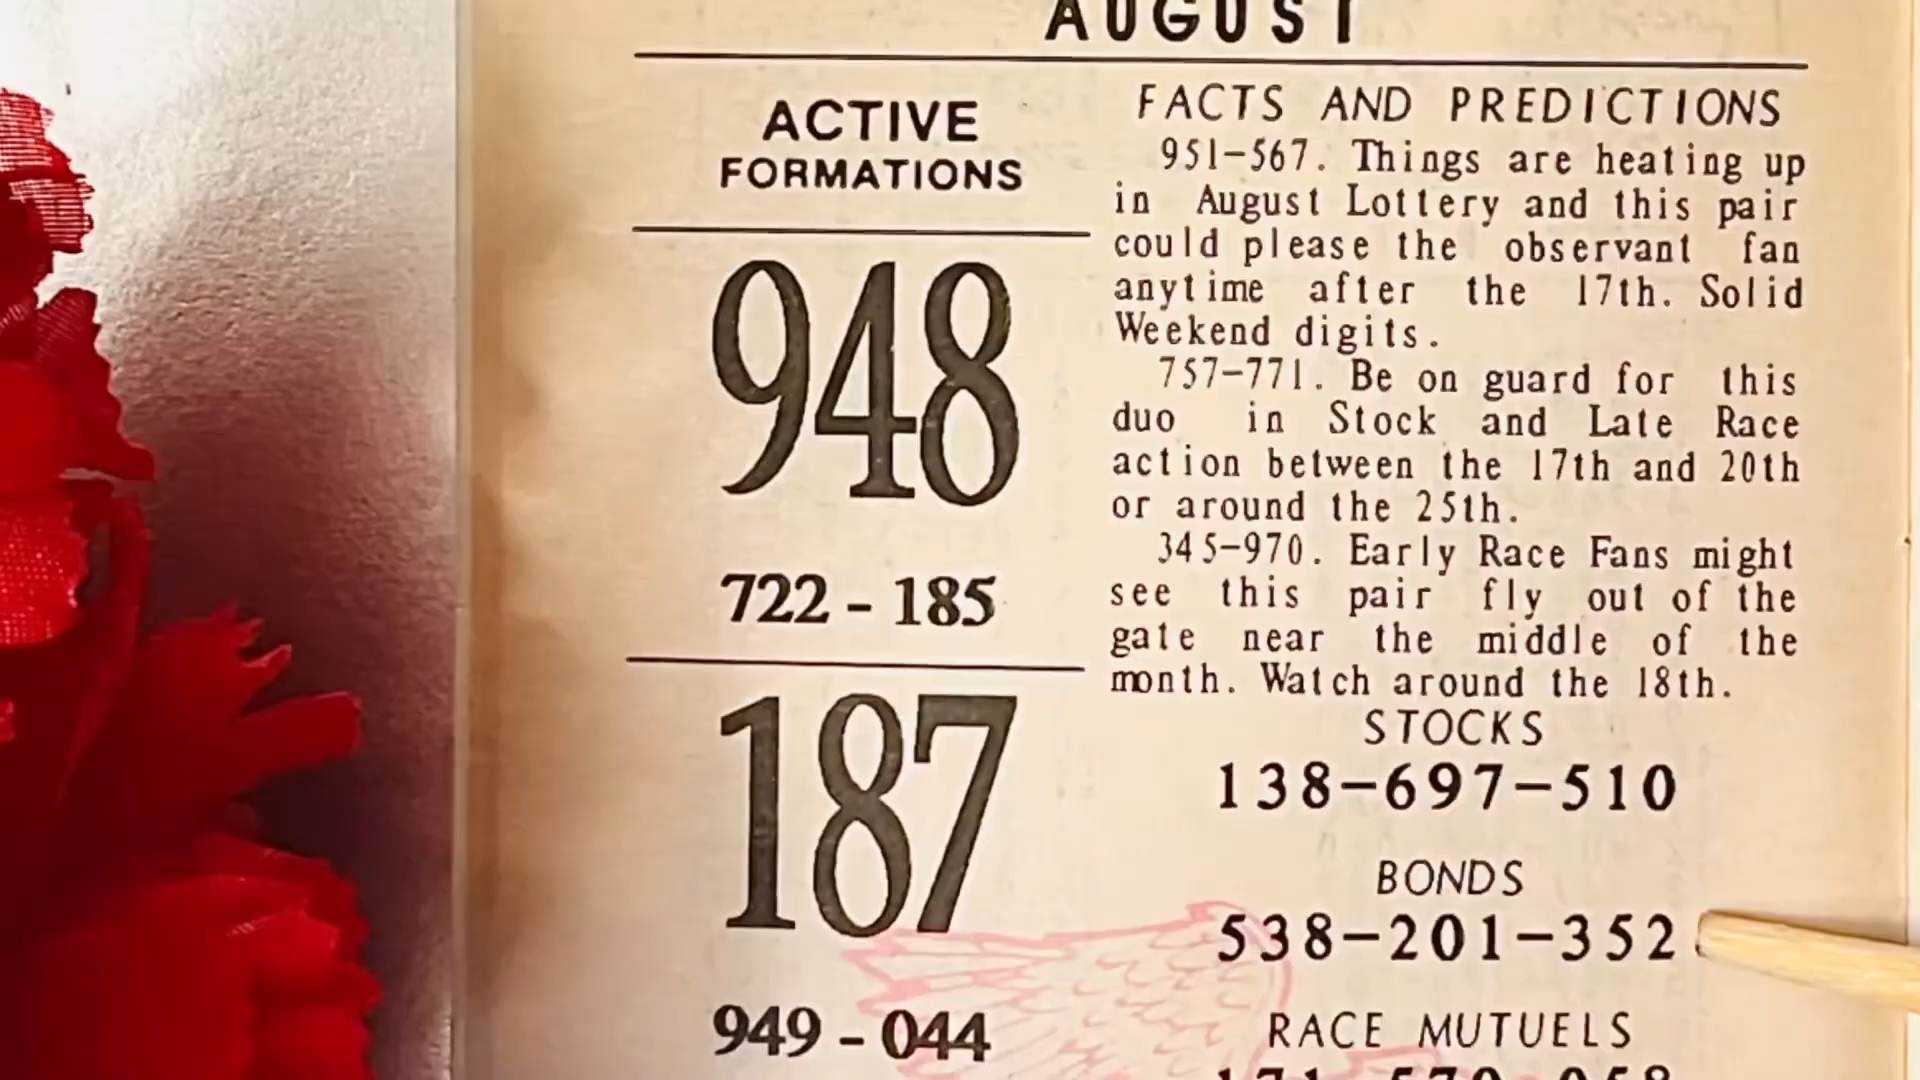 AUGUST
ACTIVE
FORMATIONS
948
722 - 185
187
949 - 044
FACTS AND PREDICTIONS
951-567. Things are heating up
in August Lottery and this pair
could please the observant fan
anytime after the 17th. Solid
Weekend digits.
757-771. Be on guard for this
duo in Stock and Late Race
action between the 17th and 20th
or around the 25th.
345-970. Early Race Fans might
see this pair fly out of the
gate near the middle of the
month. Watch around the 18th.
STOCKS
138-697-510
BONDS
538-201-352
RACE MUTUELS